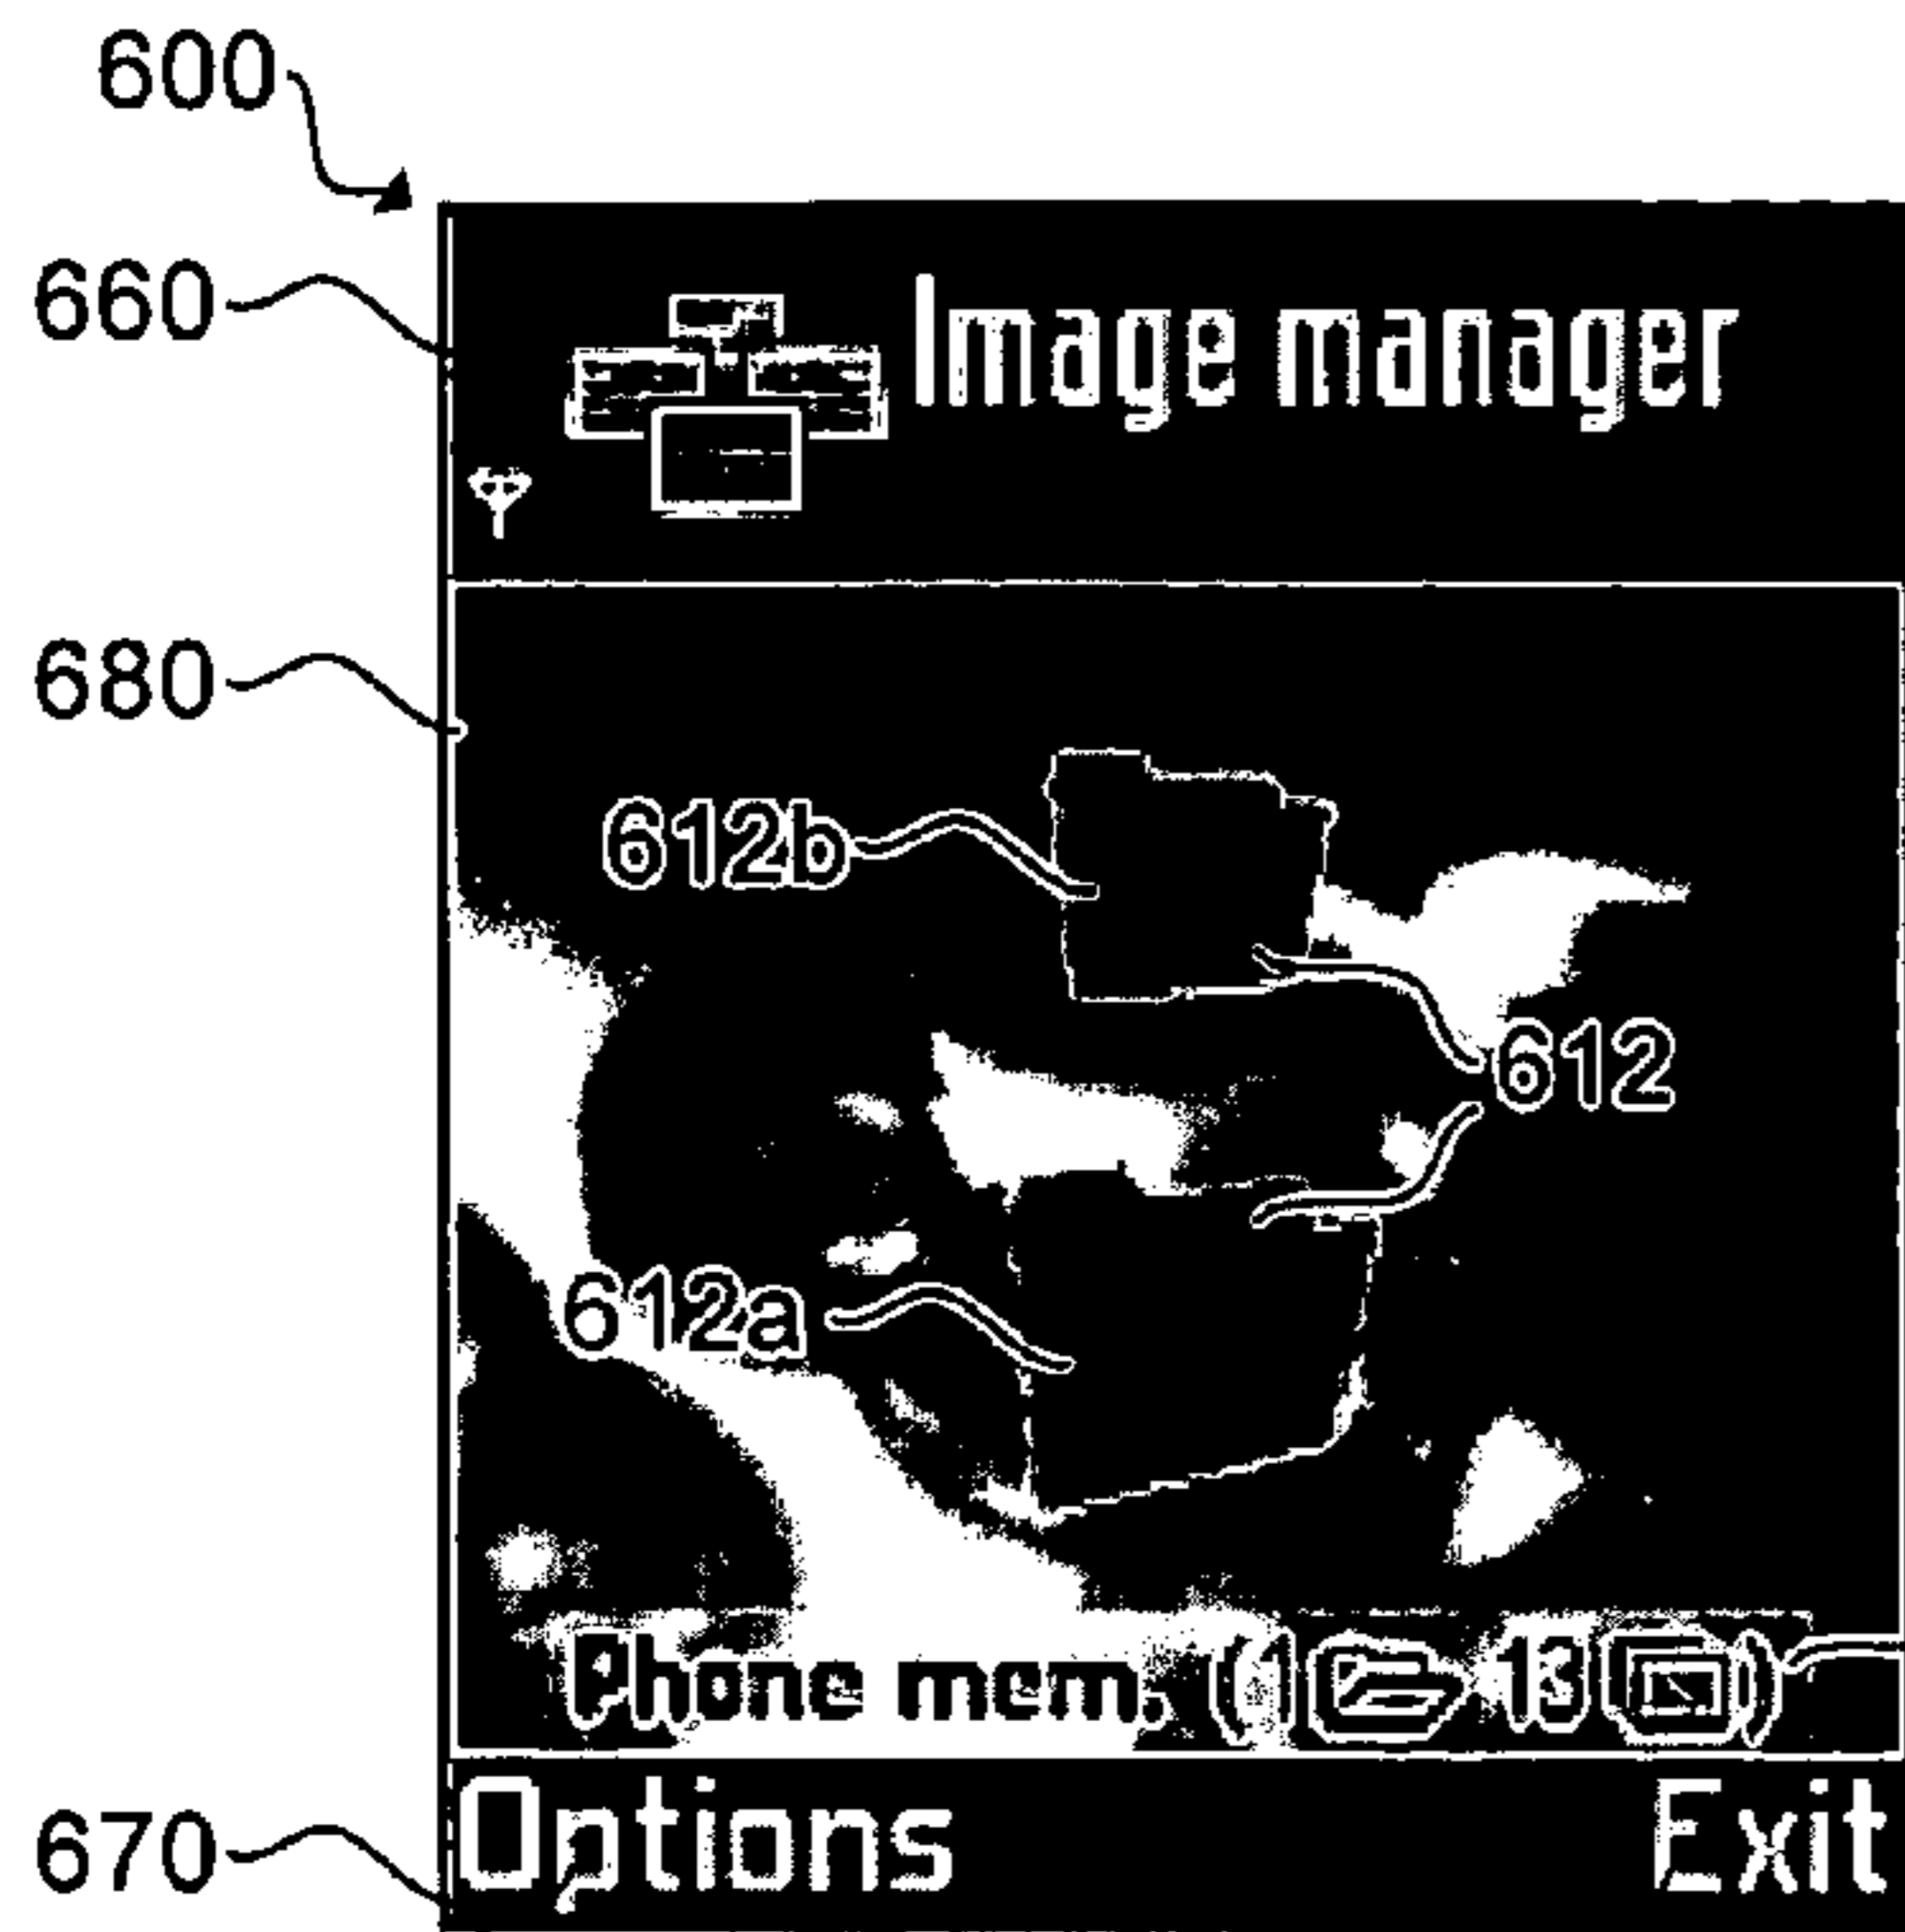 600
660
Image manager
680
612b
612
612a
Phone mem. (1 13 )
670
Options Exit